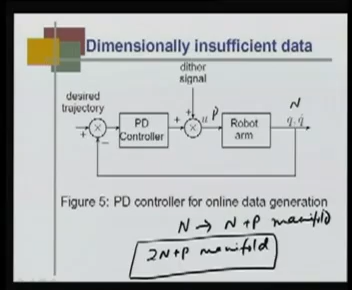 Dimensionally insufficient data
dither
signal
desired
trajectory
PD
Controller
Robot
arm
+
-
+
+
u
P
N
q, q̇
Figure 5: PD controller for online data generation
N → N+P manifold
2N+P manifold